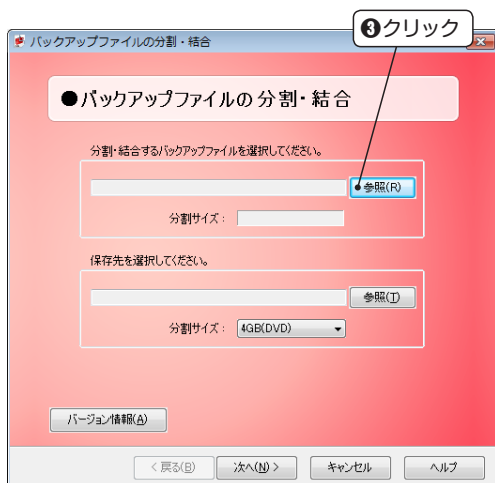 ❸クリック
バックアップファイルの分割・結合
●バックアップファイルの分割・結合
分割・結合するバックアップファイルを選択してください。
参照(R)
分割サイズ：
保存先を選択してください。
参照(T)
分割サイズ： 4GB(DVD)
バージョン情報(A)
< 戻る(B) 次へ(N) > キャンセル ヘルプ